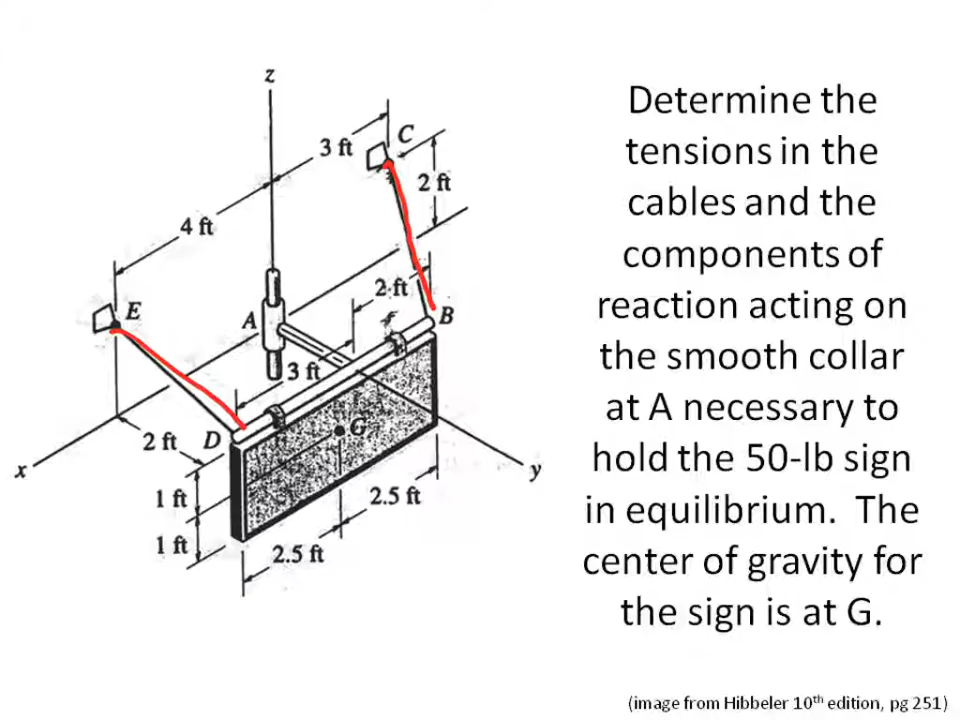 z
C
3 ft
2 ft
4 ft
E
2 ft
A
B
3 ft
G
D
2 ft
x
y
1 ft
2.5 ft
1 ft
2.5 ft
Determine the
tensions in the
cables and the
components of
reaction acting on
the smooth collar
at A necessary to
hold the 50-lb sign
in equilibrium. The
center of gravity for
the sign is at G.
(image from Hibbeler 10th edition, pg 251)